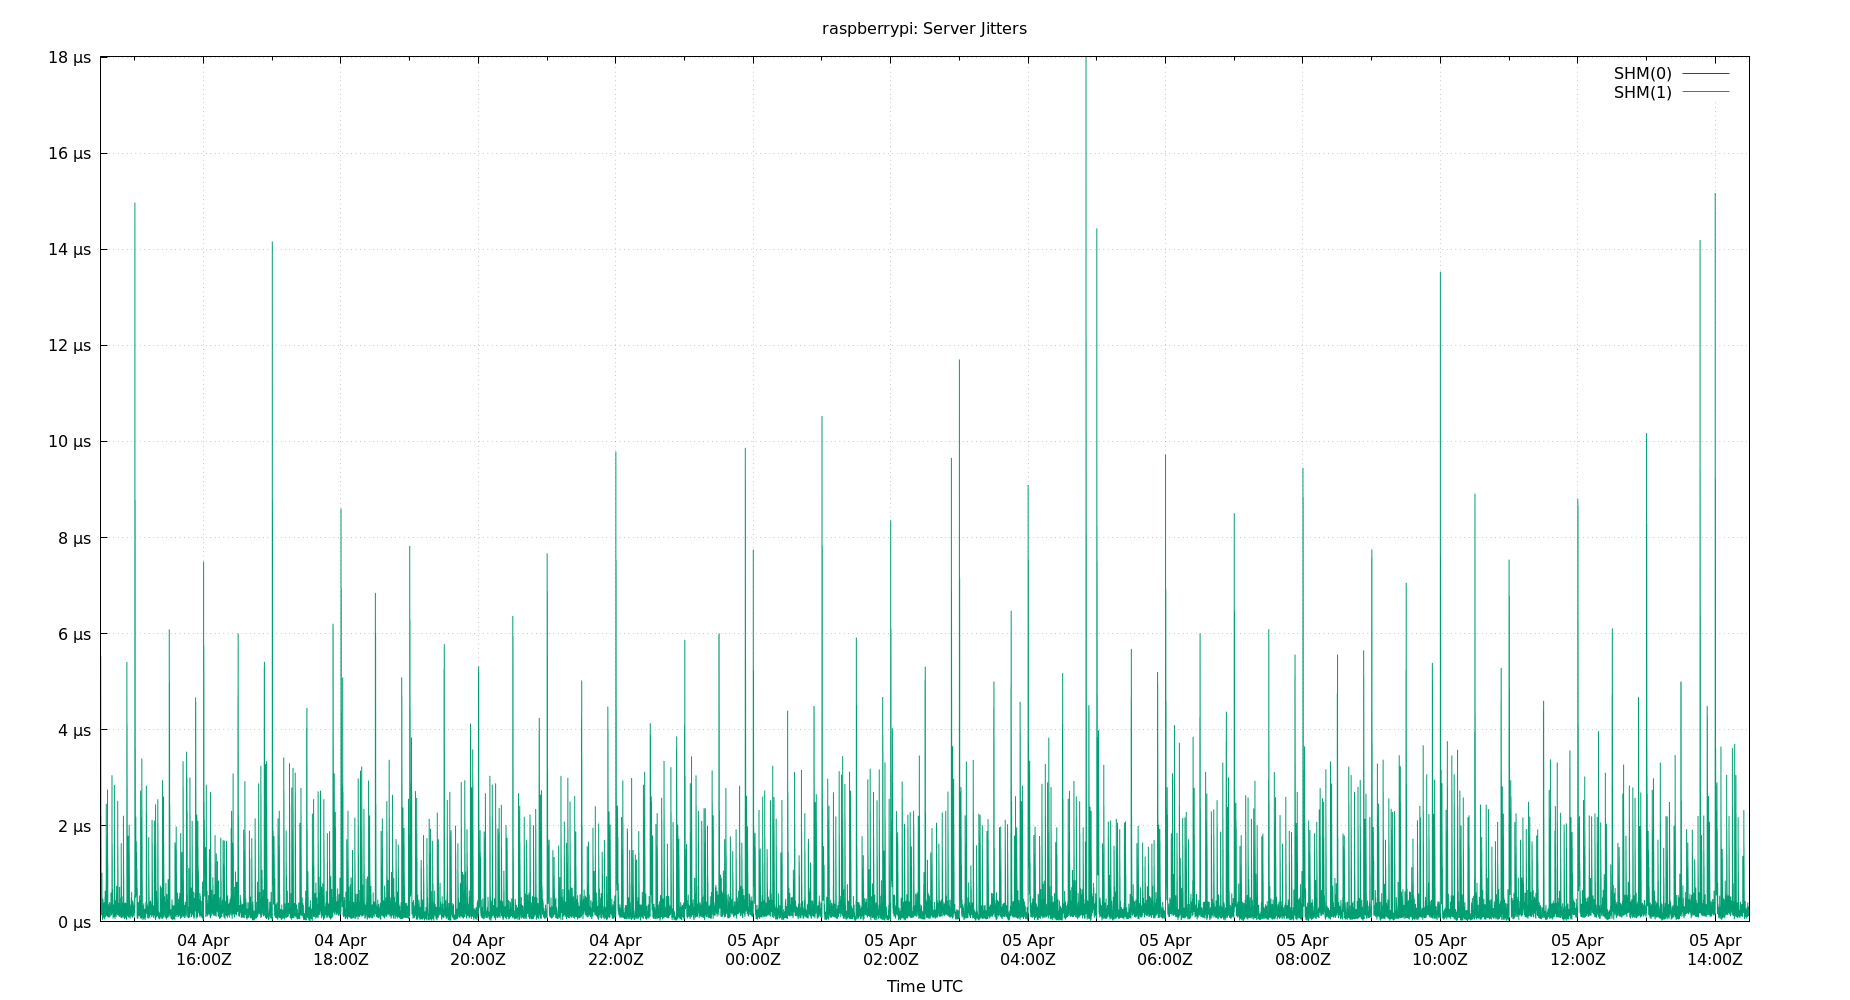 raspberrypi: Server Jitters
18 µs
16 µs
14 µs
12 µs
10 µs
8 µs
6 µs
4 µs
2 µs
0 µs
SHM(0)
SHM(1)
04 Apr 04 Apr 04 Apr 04 Apr 05 Apr 05 Apr 05 Apr 05 Apr 05 Apr 05 Apr 05 Apr 05 Apr
16:00Z 18:00Z 20:00Z 22:00Z 00:00Z 02:00Z 04:00Z 06:00Z 08:00Z 10:00Z 12:00Z 14:00Z
Time UTC